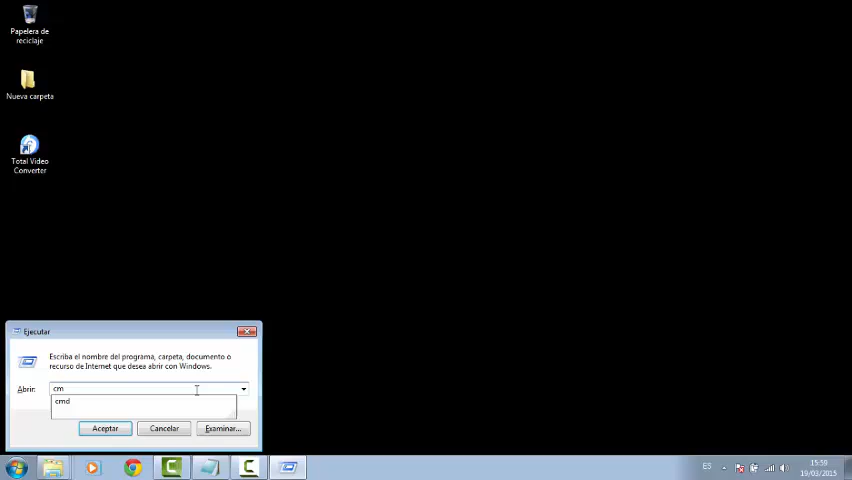 Papelera de
reciclaje
Nueva carpeta
Total Video
Converter
Ejecutar
Escriba el nombre del programa, carpeta, documento o
recurso de Internet que desea abrir con Windows.
Abrir:
cm
cmd
Aceptar
Cancelar
Examinar...
ES
15:59
19/03/2015